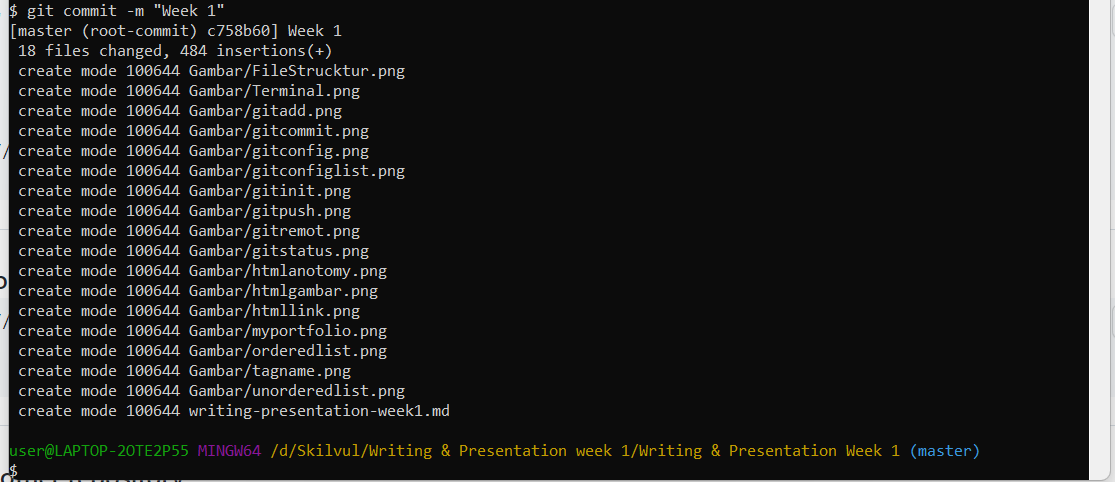 $ git commit -m "Week 1"
[master (root-commit) c758b60] Week 1
 18 files changed, 484 insertions(+)
 create mode 100644 Gambar/FileStrucktur.png
 create mode 100644 Gambar/Terminal.png
 create mode 100644 Gambar/gitadd.png
 create mode 100644 Gambar/gitcommit.png
 create mode 100644 Gambar/gitconfig.png
 create mode 100644 Gambar/gitconfiglist.png
 create mode 100644 Gambar/gitinit.png
 create mode 100644 Gambar/gitpush.png
 create mode 100644 Gambar/gitremot.png
 create mode 100644 Gambar/gitstatus.png
 create mode 100644 Gambar/htmlanotomy.png
 create mode 100644 Gambar/htmlgambar.png
 create mode 100644 Gambar/htmllink.png
 create mode 100644 Gambar/myportfolio.png
 create mode 100644 Gambar/orderedlist.png
 create mode 100644 Gambar/tagname.png
 create mode 100644 Gambar/unorderedlist.png
 create mode 100644 writing-presentation-week1.md
user@LAPTOP-2OTE2P55 MINGW64 /d/Skilvul/Writing & Presentation week 1/Writing & Presentation Week 1 (master)
$